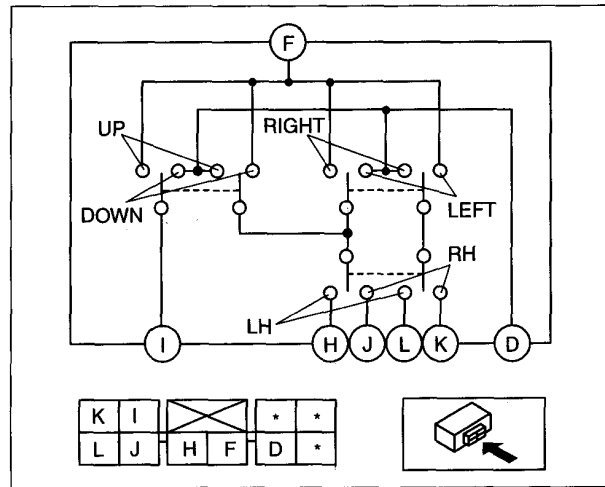 F
UP
RIGHT
DOWN
LEFT
RH
LH
I H J L K D
K I * *
L J H F D *